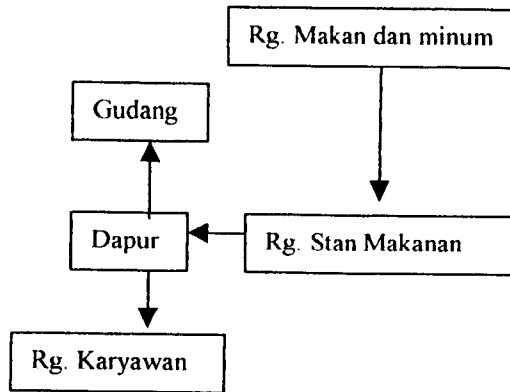 Rg. Makan dan minum
Gudang
Dapur
Rg. Stan Makanan
Rg. Karyawan